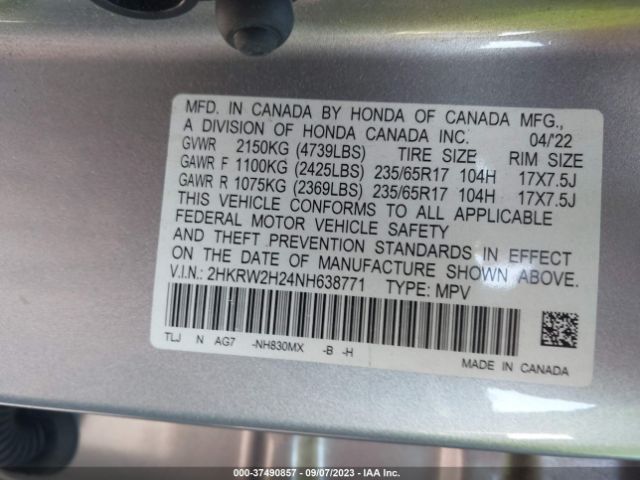 MFD. IN CANADA BY HONDA OF CANADA MFG.,
A DIVISION OF HONDA CANADA INC. 04/'22
GVWR 2150KG (4739LBS) TIRE SIZE RIM SIZE
GAWR F 1100KG (2425LBS) 235/65R17 104H 17X7.5J
GAWR R 1075KG (2369LBS) 235/65R17 104H 17X7.5J
THIS VEHICLE CONFORMS TO ALL APPLICABLE
FEDERAL MOTOR VEHICLE SAFETY
AND THEFT PREVENTION STANDARDS IN EFFECT
ON THE DATE OF MANUFACTURE SHOWN ABOVE.
V.I.N.: 2HKRW2H24NH638771 TYPE: MPV
TLJ N AG7 -NH830MX -B -H
MADE IN CANADA
000-37490857 - 09/07/2023 - IAA Inc.